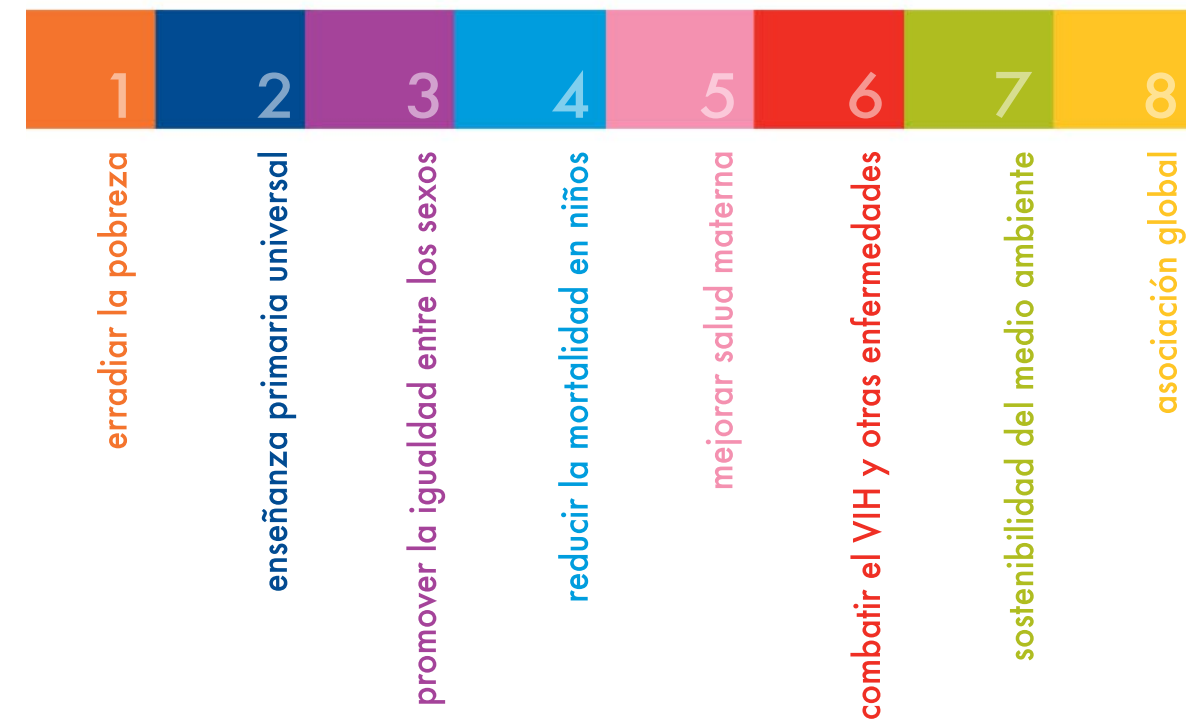 1
2
3
4
5
6
7
8
erradiar la pobreza
enseñanza primaria universal
promover la igualdad entre los sexos
reducir la mortalidad en niños
mejorar salud materna
combatir el VIH y otras enfermedades
sostenibilidad del medio ambiente
asociación global